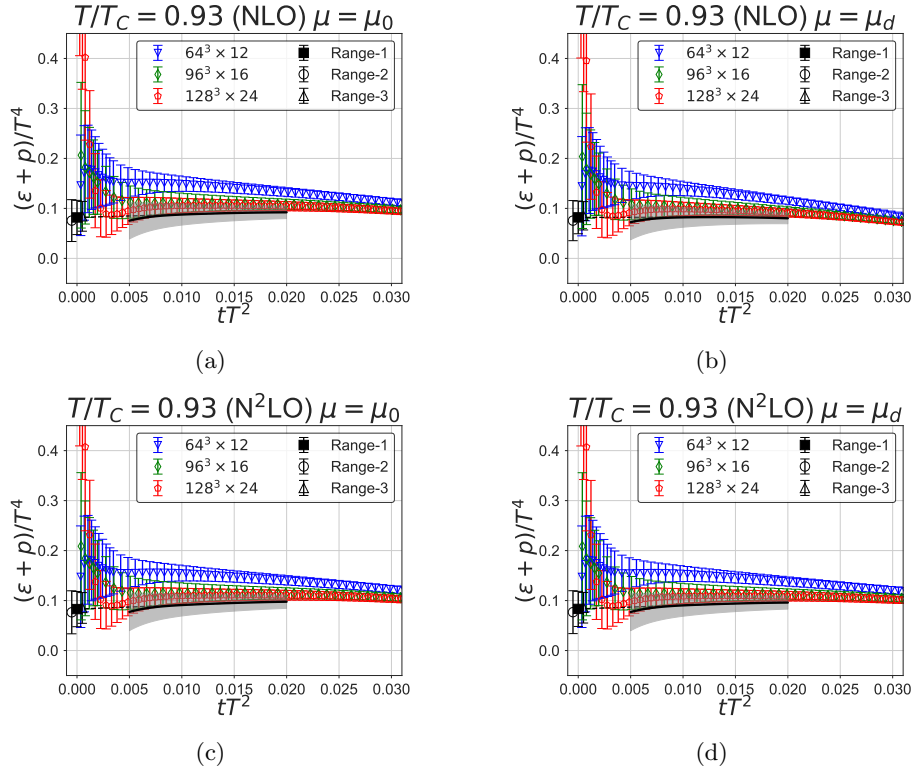 T/T_C = 0.93 (NLO) μ = μ_0
(ε + p)/T^4
0.4
0.3
0.2
0.1
0.0
64^3 × 12
96^3 × 16
128^3 × 24
Range-1
Range-2
Range-3
0.000 0.005 0.010 0.015 0.020 0.025 0.030
tT^2
(a)
T/T_C = 0.93 (NLO) μ = μ_d
(ε + p)/T^4
0.4
0.3
0.2
0.1
0.0
64^3 × 12
96^3 × 16
128^3 × 24
Range-1
Range-2
Range-3
0.000 0.005 0.010 0.015 0.020 0.025 0.030
tT^2
(b)
T/T_C = 0.93 (N^2LO) μ = μ_0
(ε + p)/T^4
0.4
0.3
0.2
0.1
0.0
64^3 × 12
96^3 × 16
128^3 × 24
Range-1
Range-2
Range-3
0.000 0.005 0.010 0.015 0.020 0.025 0.030
tT^2
(c)
T/T_C = 0.93 (N^2LO) μ = μ_d
(ε + p)/T^4
0.4
0.3
0.2
0.1
0.0
64^3 × 12
96^3 × 16
128^3 × 24
Range-1
Range-2
Range-3
0.000 0.005 0.010 0.015 0.020 0.025 0.030
tT^2
(d)